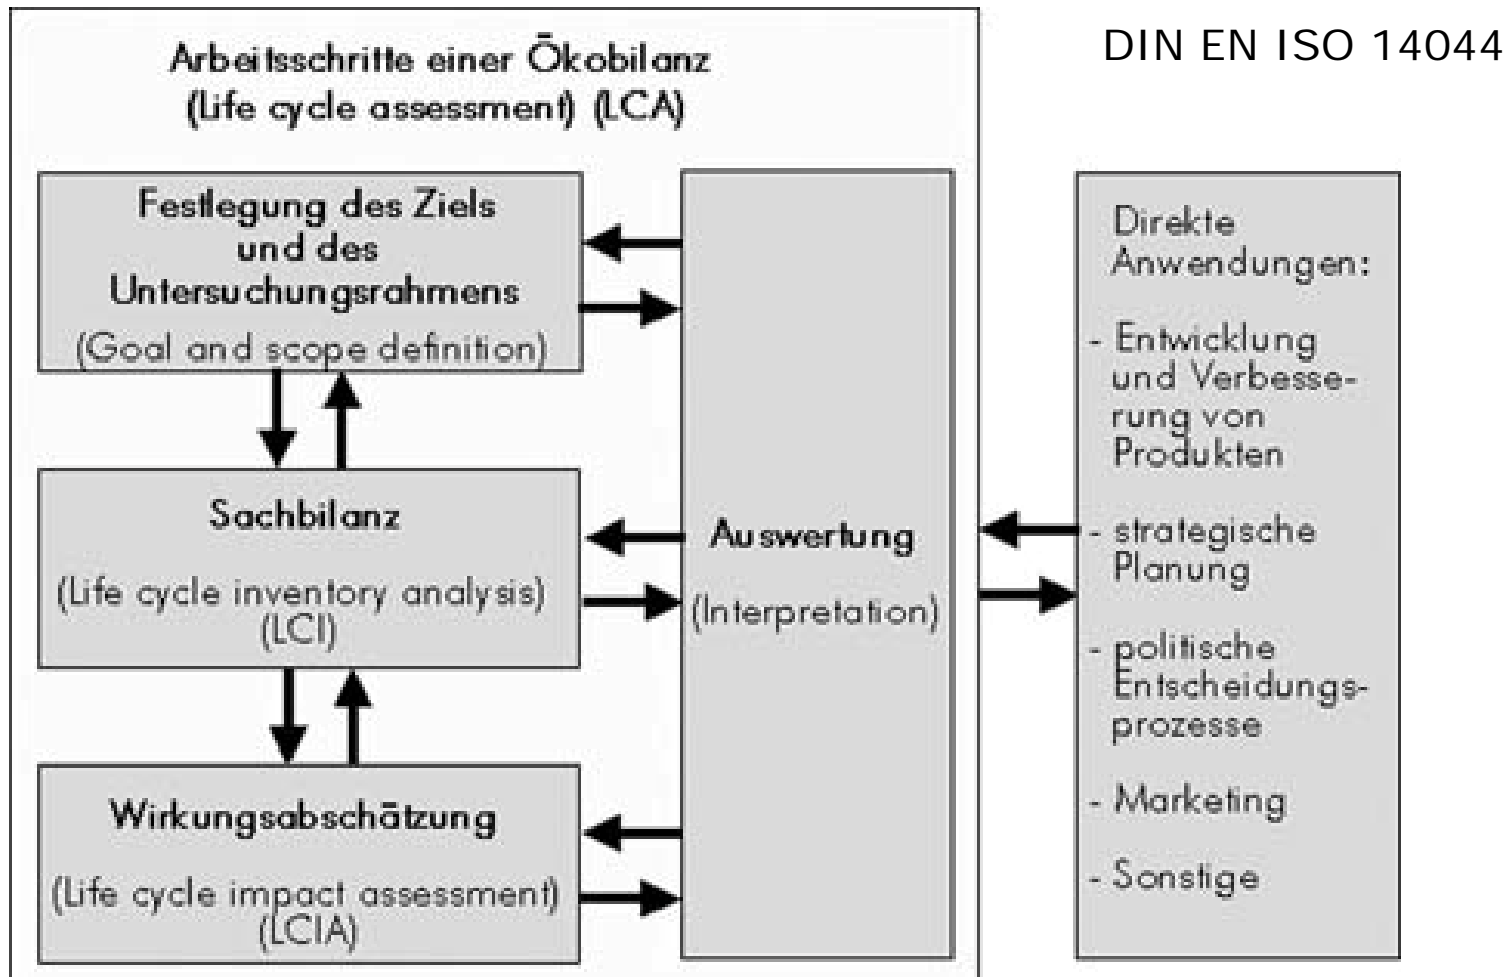 Arbeitsschritte einer Ökobilanz
(Life cycle assessment) (LCA)
DIN EN ISO 14044
Festlegung des Ziels
und des
Untersuchungsrahmens
(Goal and scope definition)
Sachbilanz
(Life cycle inventory analysis)
(LCI)
Wirkungsabschätzung
(Life cycle impact assessment)
(LCIA)
Auswertung
(Interpretation)
Direkte
Anwendungen:
- Entwicklung
und Verbesse-
rung von
Produkten
- strategische
Planung
- politische
Entscheidungs-
prozesse
- Marketing
- Sonstige